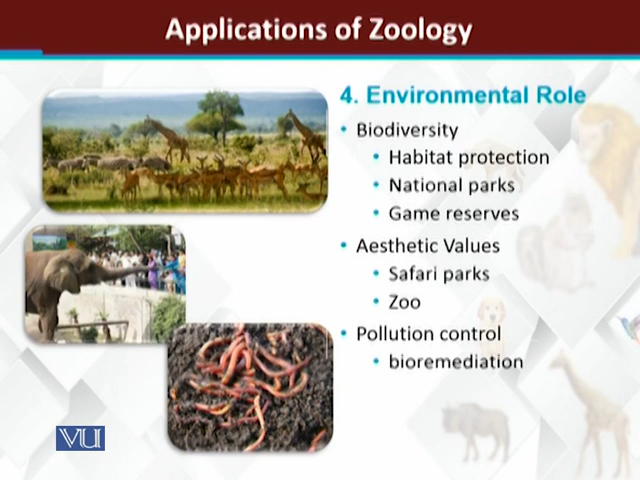 Applications of Zoology
4. Environmental Role
• Biodiversity
• Habitat protection
• National parks
• Game reserves
• Aesthetic Values
• Safari parks
• Zoo
• Pollution control
• bioremediation
VU